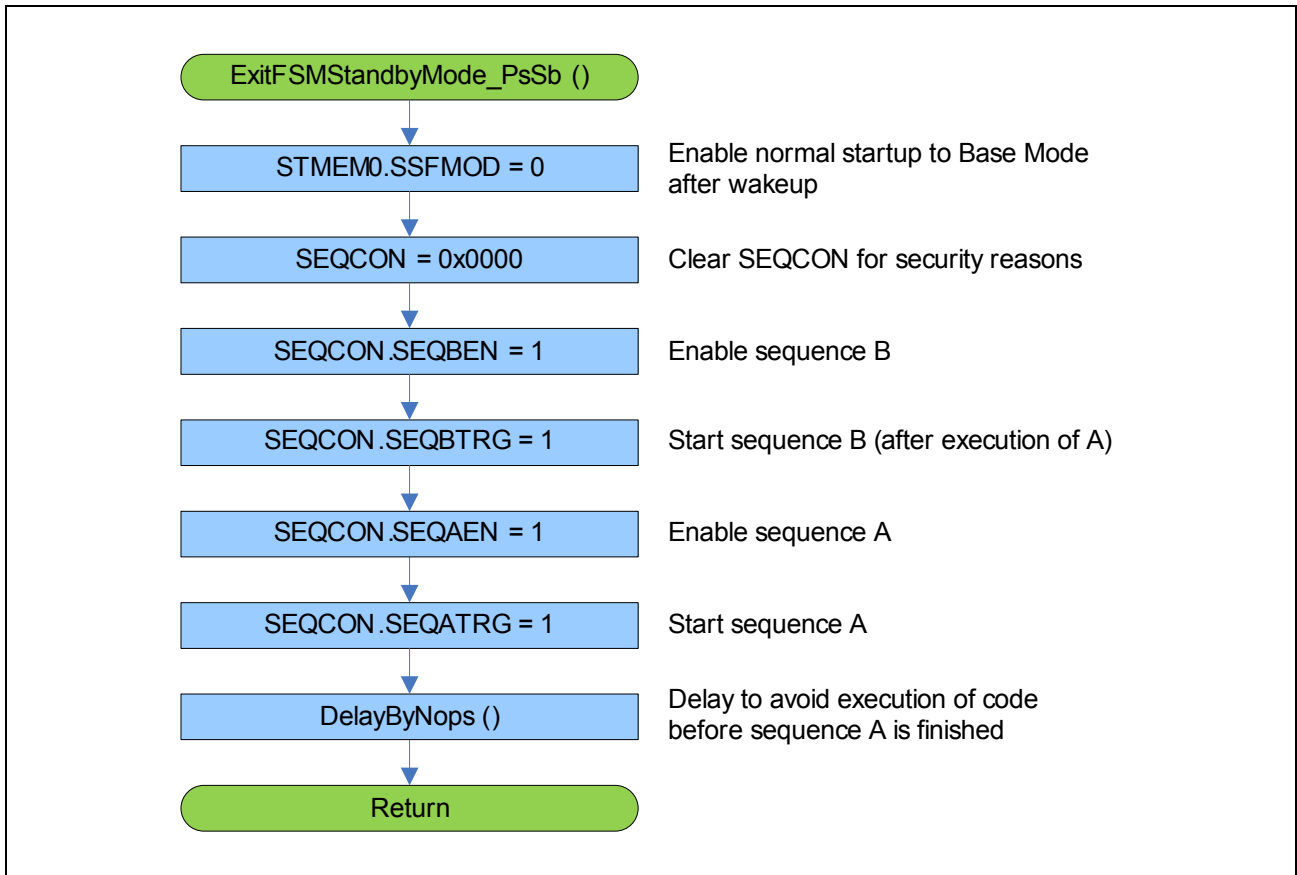 ExitFSMStandbyMode_PsSb ()
STMEM0.SSFMOD = 0
Enable normal startup to Base Mode
after wakeup
SEQCON = 0x0000
Clear SEQCON for security reasons
SEQCON.SEQBEN = 1
Enable sequence B
SEQCON.SEQBTRG = 1
Start sequence B (after execution of A)
SEQCON.SEQAEN = 1
Enable sequence A
SEQCON.SEQATRG = 1
Start sequence A
DelayByNops ()
Delay to avoid execution of code
before sequence A is finished
Return